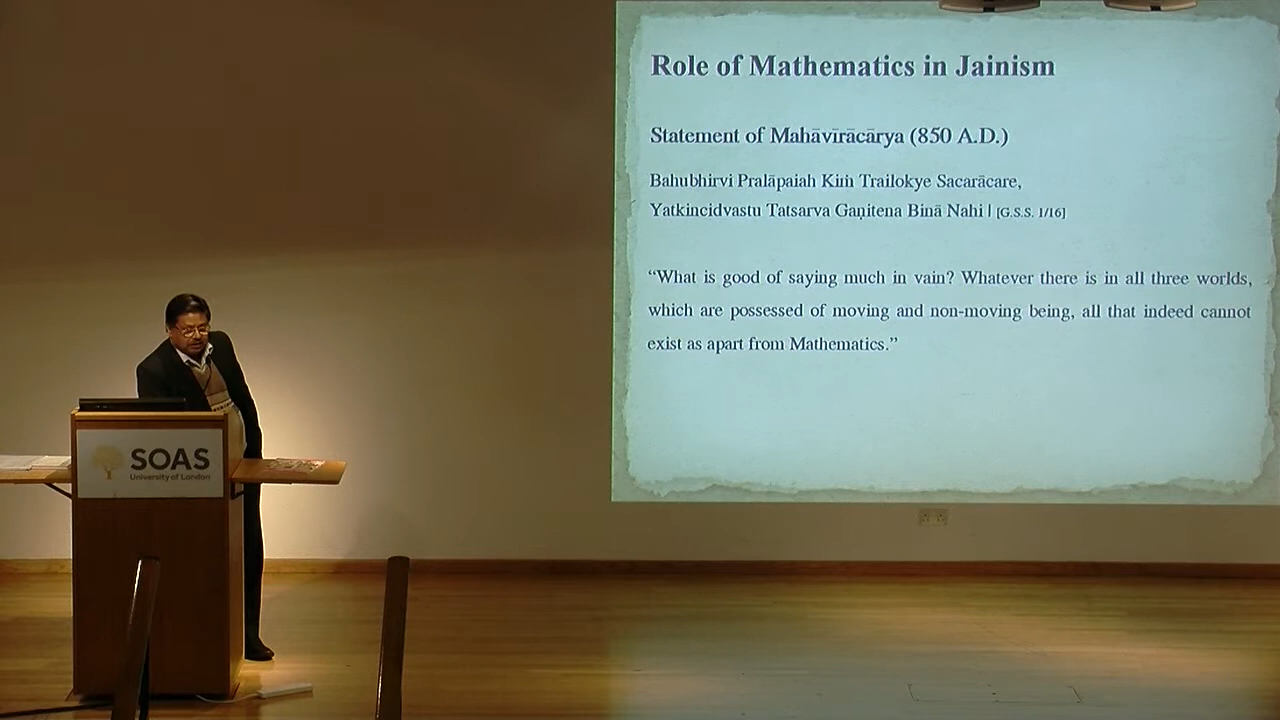 Role of Mathematics in Jainism
Statement of Mahāvīrācārya (850 A.D.)
Bahubhirvi Pralāpaiah Kiṁ Trailokye Sacarācare,
Yatkincidvastu Tatsarva Gaṇitena Binā Nahi | [G.S.S. 1/16]
“What is good of saying much in vain? Whatever there is in all three worlds,
which are possessed of moving and non-moving being, all that indeed cannot
exist as apart from Mathematics.”
SOAS
University of London